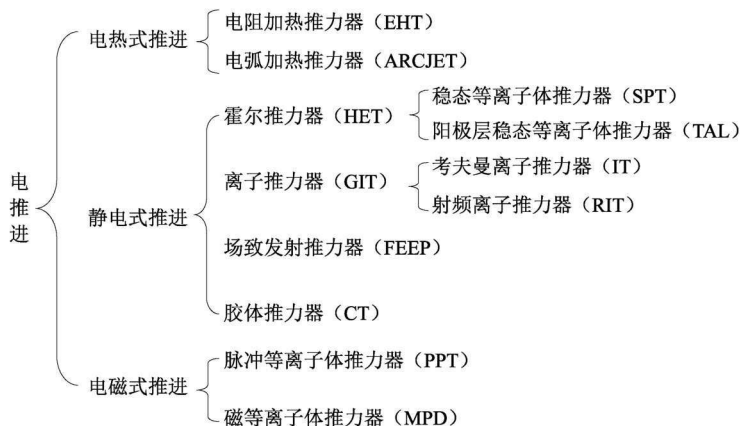 电推进
电热式推进
电阻加热推力器（EHT）
电弧加热推力器（ARCJET）
静电式推进
霍尔推力器（HET）
稳态等离子体推力器（SPT）
阳极层稳态等离子体推力器（TAL）
离子推力器（GIT）
考夫曼离子推力器（IT）
射频离子推力器（RIT）
场致发射推力器（FEEP）
胶体推力器（CT）
电磁式推进
脉冲等离子体推力器（PPT）
磁等离子体推力器（MPD）